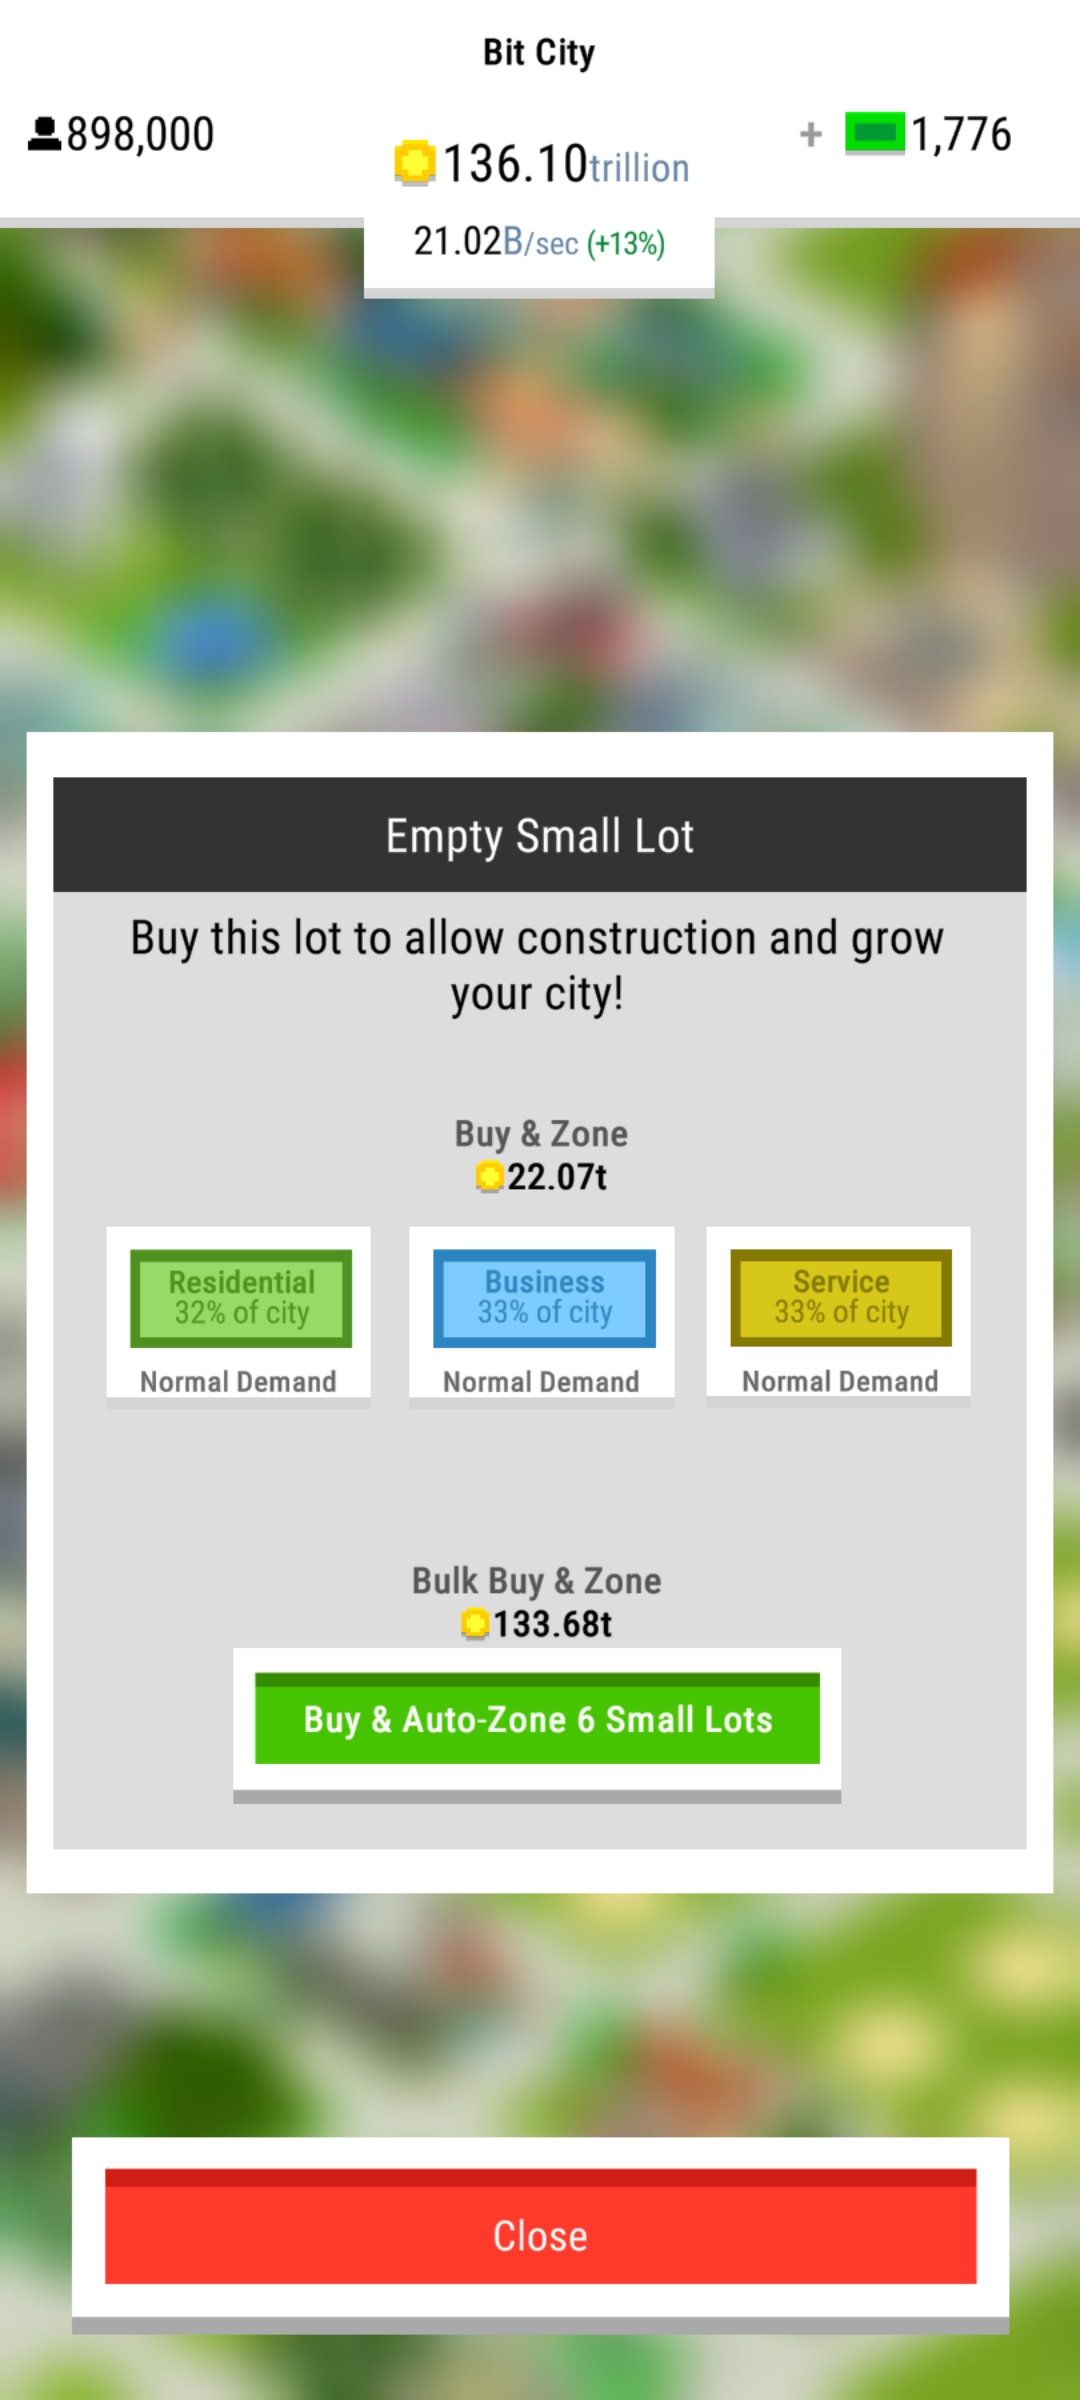 Bit City
898,000
136.10trillion
+ 1,776
21.02B/sec (+13%)
Empty Small Lot
Buy this lot to allow construction and grow
your city!
Buy & Zone
22.07t
Residential
32% of city
Normal Demand
Business
33% of city
Normal Demand
Service
33% of city
Normal Demand
Bulk Buy & Zone
133.68t
Buy & Auto-Zone 6 Small Lots
Close